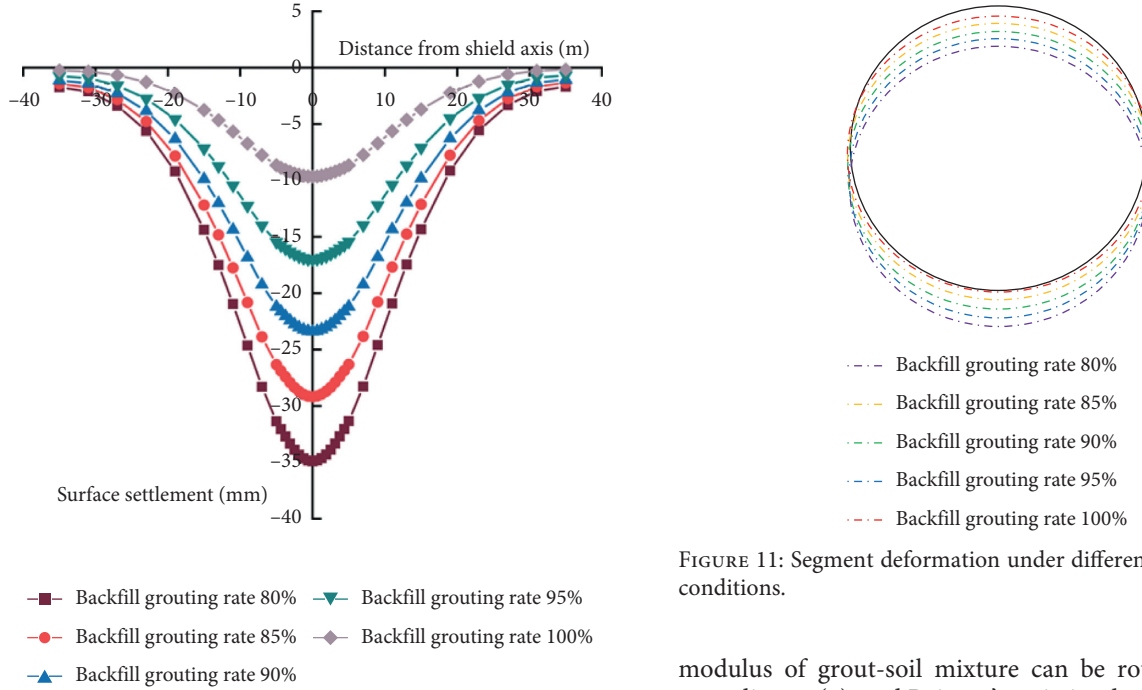 5
Distance from shield axis (m)
0
–40 –30 –20 –10 0 10 20 30 40
–5
–10
–15
–20
–25
–30
–35
Surface settlement (mm)
–40
Backfill grouting rate 80%
Backfill grouting rate 85%
Backfill grouting rate 90%
Backfill grouting rate 95%
Backfill grouting rate 100%
Backfill grouting rate 80%
Backfill grouting rate 85%
Backfill grouting rate 90%
Backfill grouting rate 95%
Backfill grouting rate 100%
FIGURE 11: Segment deformation under different
conditions.
modulus of grout-soil mixture can be